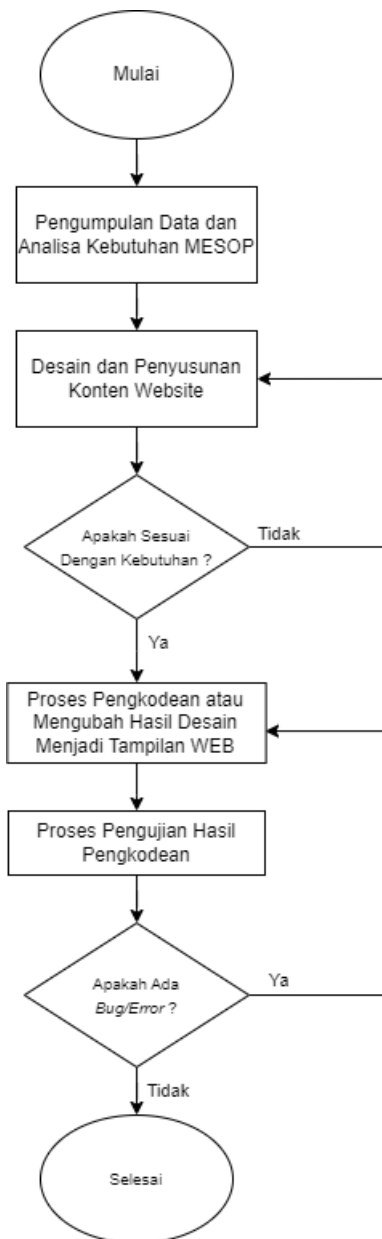 Mulai
Pengumpulan Data dan
Analisa Kebutuhan MESOP
Desain dan Penyusunan
Konten Website
Apakah Sesuai
Dengan Kebutuhan ?
Tidak
Ya
Proses Pengkodean atau
Mengubah Hasil Desain
Menjadi Tampilan WEB
Proses Pengujian Hasil
Pengkodean
Apakah Ada
Bug/Error ?
Ya
Tidak
Selesai